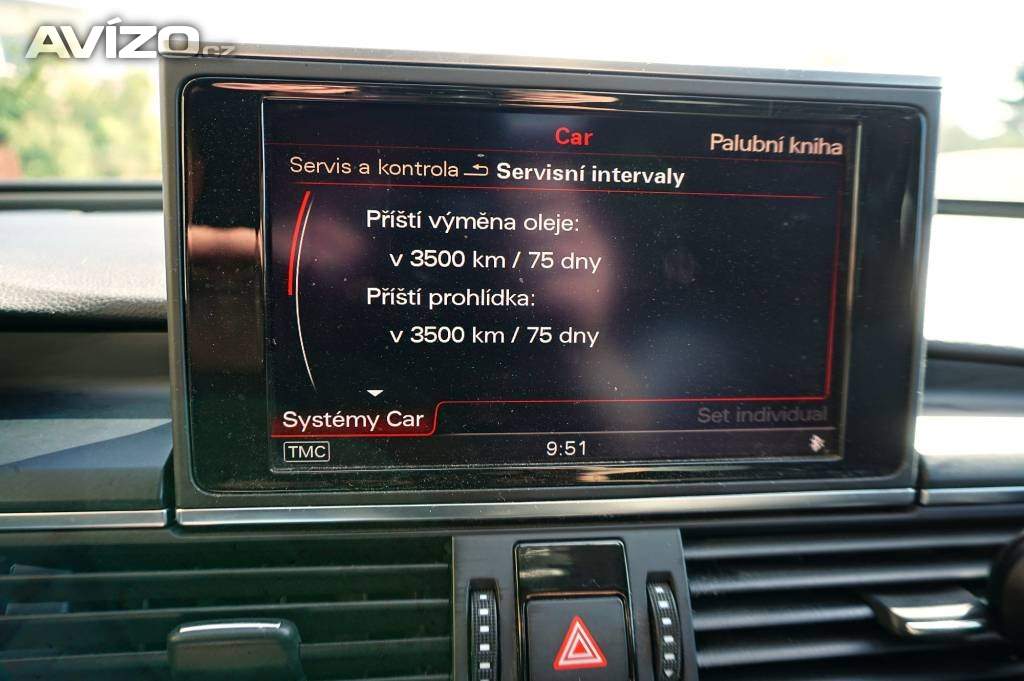 AVÍZO.cz
Car
Palubní kniha
Servis a kontrola Servisní intervaly
Příští výměna oleje:
v 3500 km / 75 dny
Příští prohlídka:
v 3500 km / 75 dny
Systémy Car
Set individual
TMC
9:51